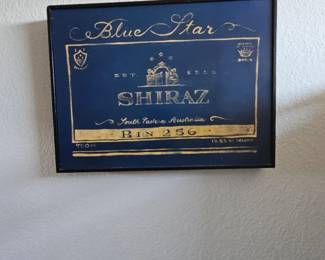 Blue Star
EST
SHIRAZ
South Eastern Australia
BIN 256